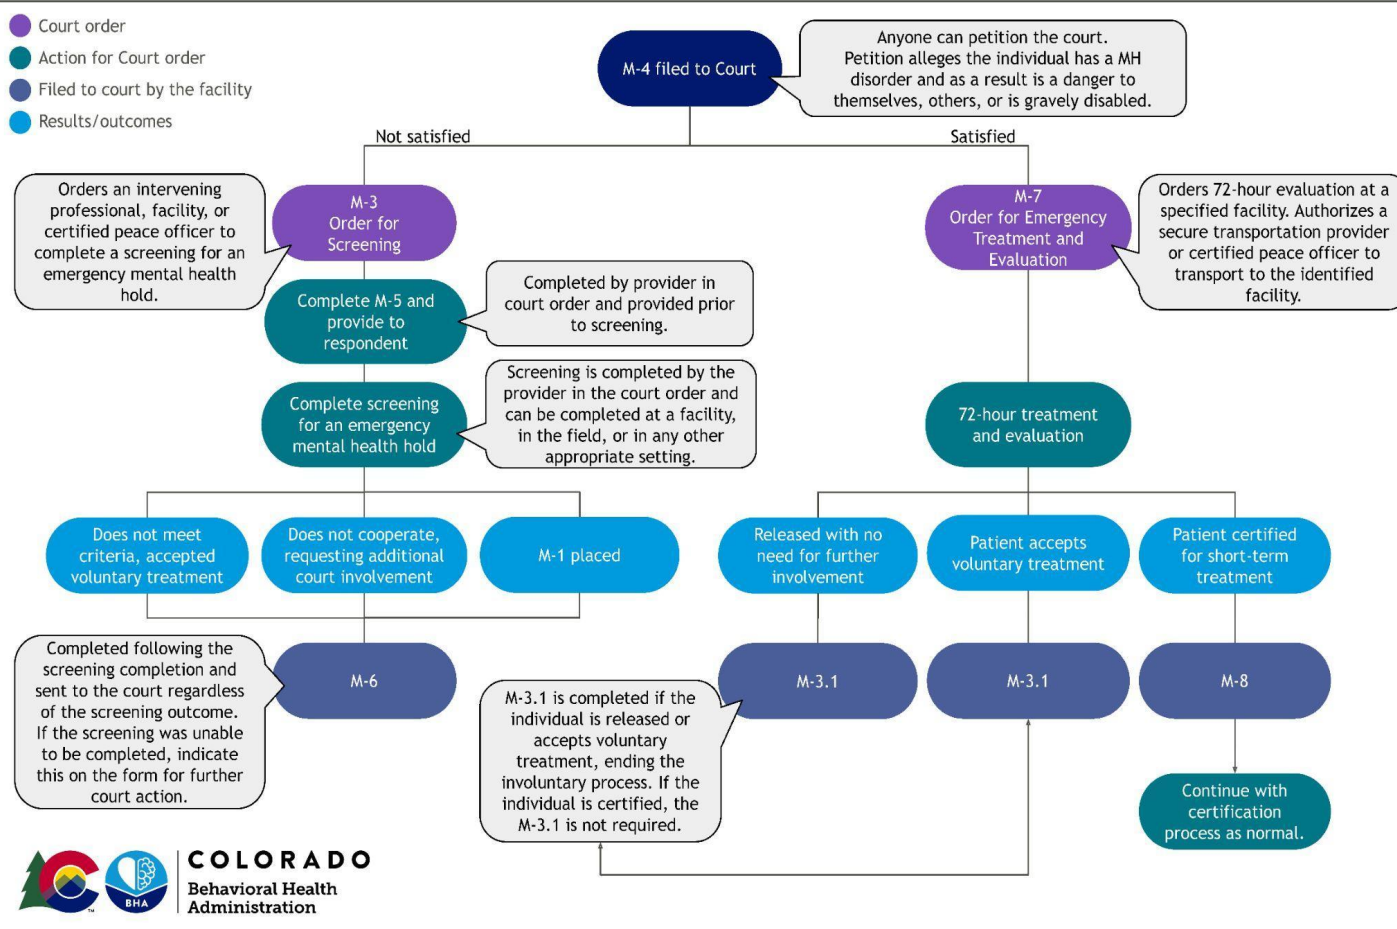 Court order
Action for Court order
Filed to court by the facility
Results/outcomes
M-4 filed to Court
Anyone can petition the court.
Petition alleges the individual has a MH
disorder and as a result is a danger to
themselves, others, or is gravely disabled.
Not satisfied
Satisfied
Orders an intervening
professional, facility, or
certified peace officer to
complete a screening for an
emergency mental health
hold.
M-3
Order for
Screening
M-7
Order for Emergency
Treatment and
Evaluation
Orders 72-hour evaluation at a
specified facility. Authorizes a
secure transportation provider
or certified peace officer to
transport to the identified
facility.
Complete M-5 and
provide to
respondent
Completed by provider in
court order and provided prior
to screening.
Complete screening
for an emergency
mental health hold
Screening is completed by the
provider in the court order and
can be completed at a facility,
in the field, or in any other
appropriate setting.
72-hour treatment
and evaluation
Does not meet
criteria, accepted
voluntary treatment
Does not cooperate,
requesting additional
court involvement
M-1 placed
Released with no
need for further
involvement
Patient accepts
voluntary treatment
Patient certified
for short-term
treatment
Completed following the
screening completion and
sent to the court regardless
of the screening outcome.
If the screening was unable
to be completed, indicate
this on the form for further
court action.
M-6
M-3.1 is completed if the
individual is released or
accepts voluntary
treatment, ending the
involuntary process. If the
individual is certified, the
M-3.1 is not required.
M-3.1
M-3.1
M-8
Continue with
certification
process as normal.
TM
BHA
COLORADO
Behavioral Health
Administration